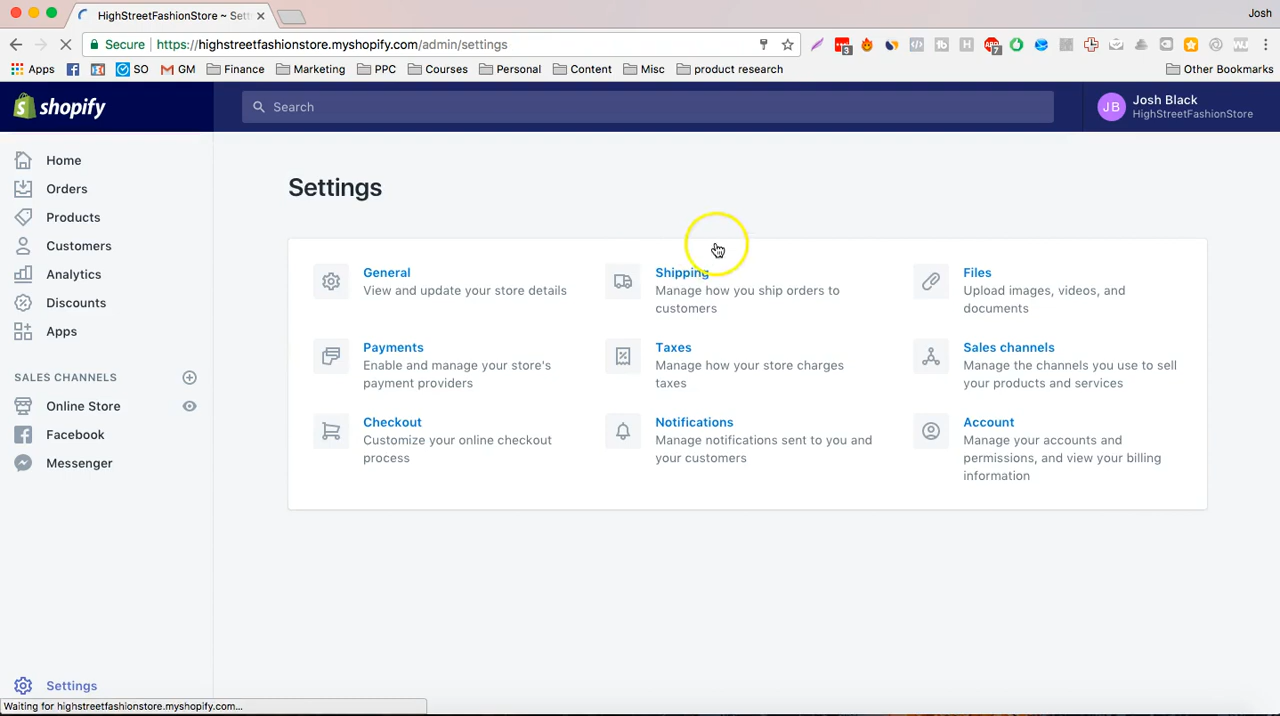 HighStreetFashionStore ~ Sett
Josh
Secure https://highstreetfashionstore.myshopify.com/admin/settings
Apps SO GM Finance Marketing PPC Courses Personal Content Misc product research Other Bookmarks
shopify
Search
JB
Josh Black
HighStreetFashionStore
Home
Orders
Products
Customers
Analytics
Discounts
Apps
SALES CHANNELS
Online Store
Facebook
Messenger
Settings
Settings
General
View and update your store details
Shipping
Manage how you ship orders to
customers
Files
Upload images, videos, and
documents
Payments
Enable and manage your store's
payment providers
Taxes
Manage how your store charges
taxes
Sales channels
Manage the channels you use to sell
your products and services
Checkout
Customize your online checkout
process
Notifications
Manage notifications sent to you and
your customers
Account
Manage your accounts and
permissions, and view your billing
information
Waiting for highstreetfashionstore.myshopify.com...